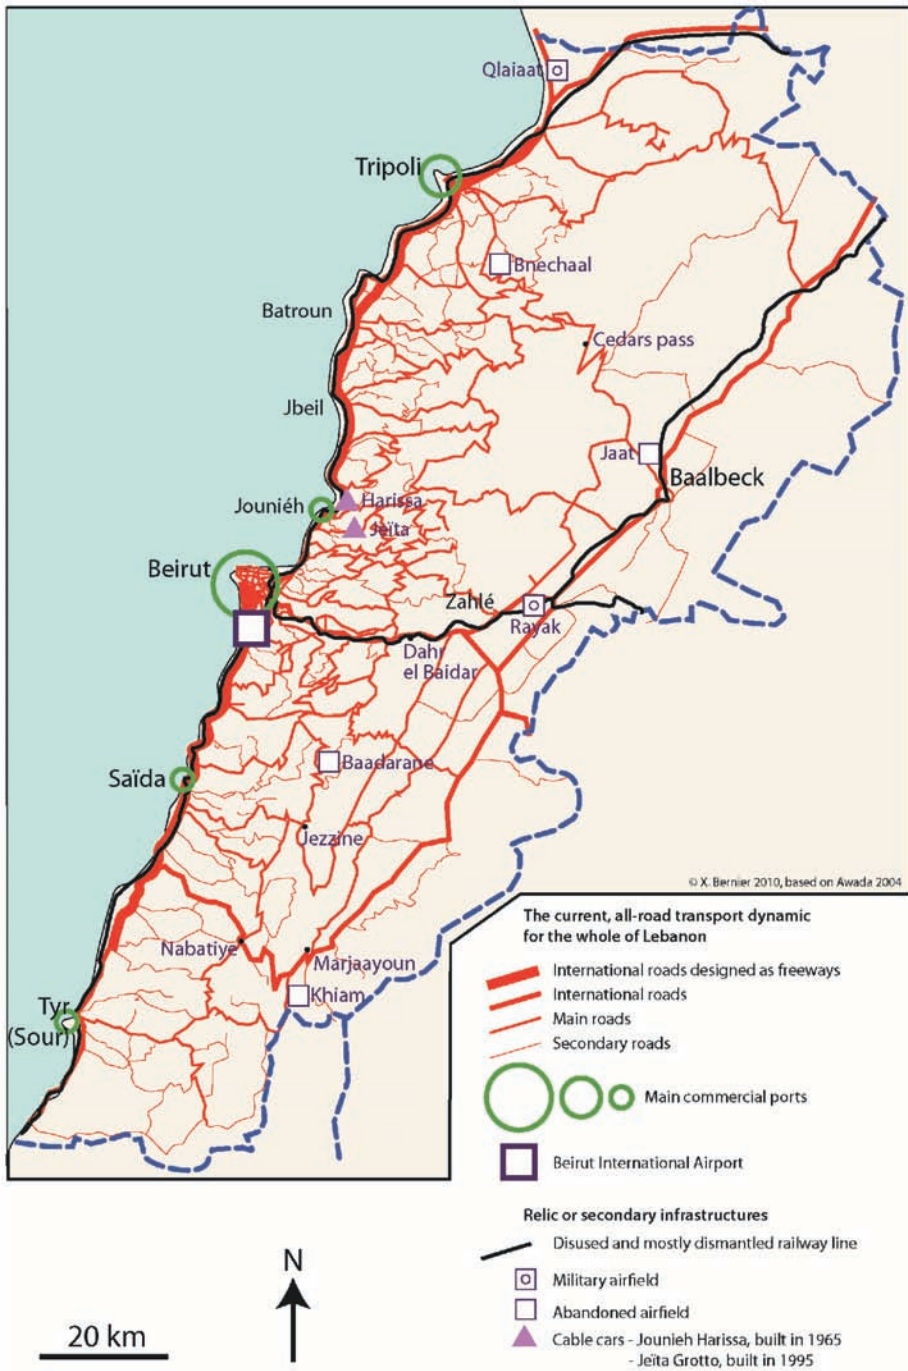 Qlaiaat
Tripoli
Bnechaal
Batroun
Cedars pass
Jbeil
Jaat
Baalbeck
Jouniéh
Harissa
Jeïta
Beirut
Zahlé
Rayak
Dahr
el Baidar
Baadarane
Saïda
Jezzine
© X. Bernier 2010, based on Awada 2004
Nabatiye
Marjaayoun
Khiam
Tyr
(Sour)
The current, all-road transport dynamic
for the whole of Lebanon
International roads designed as freeways
International roads
Main roads
Secondary roads
Main commercial ports
Beirut International Airport
Relic or secondary infrastructures
Disused and mostly dismantled railway line
Military airfield
Abandoned airfield
Cable cars - Jounieh Harissa, built in 1965
- Jeïta Grotto, built in 1995
N
20 km